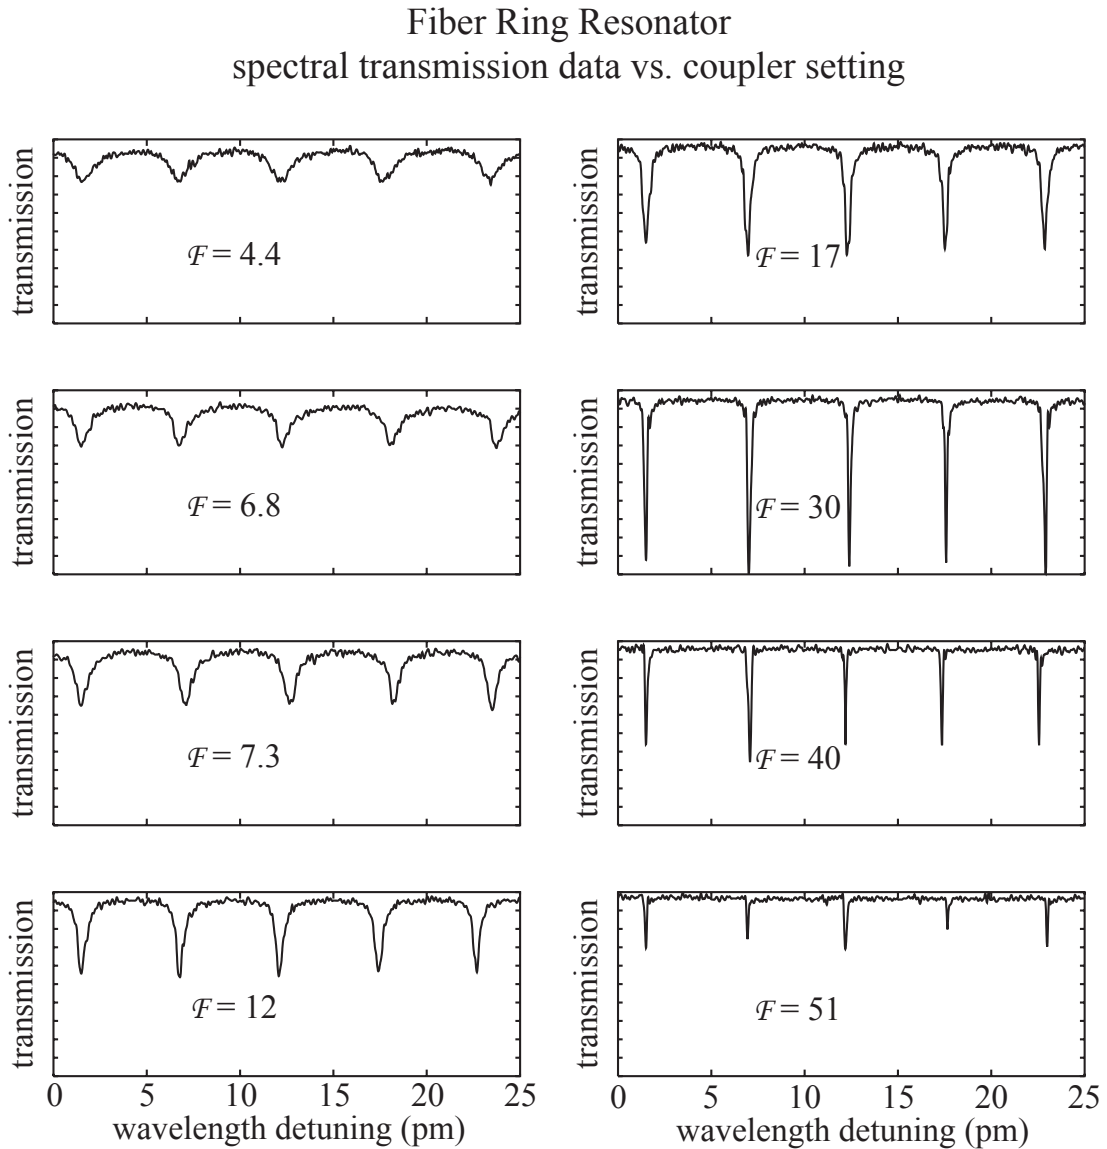 Fiber Ring Resonator
spectral transmission data vs. coupler setting
transmission
ℱ = 4.4
transmission
ℱ = 17
transmission
ℱ = 6.8
transmission
ℱ = 30
transmission
ℱ = 7.3
transmission
ℱ = 40
transmission
ℱ = 12
transmission
ℱ = 51
0 5 10 15 20 25
wavelength detuning (pm)
0 5 10 15 20 25
wavelength detuning (pm)